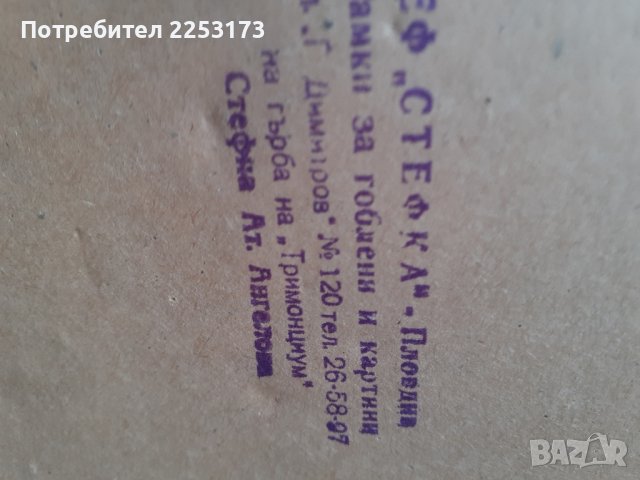 Потребител 2253173
ЕФ „СТЕФКА" - Пловдив
за гоблени и картини
Димитров" № 120 тел. 26-58-97
на гърба на „Тримонциум"
Стефка Ат. Ангелова
BAZAR